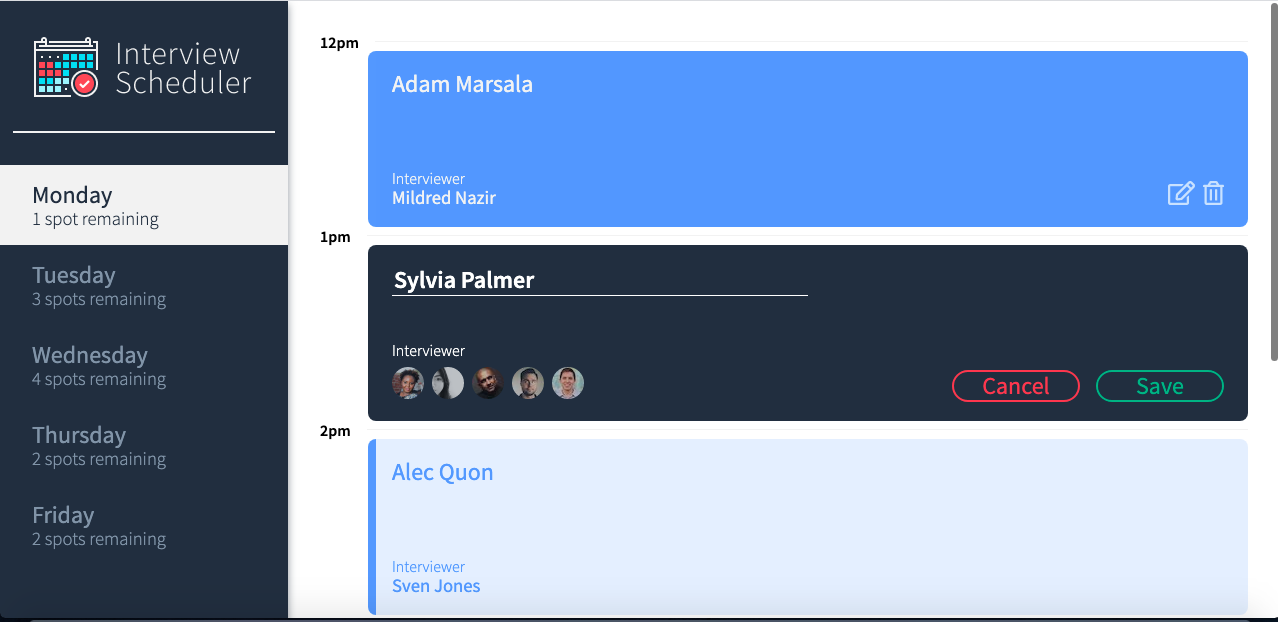 Interview
Scheduler
Monday
1 spot remaining
Tuesday
3 spots remaining
Wednesday
4 spots remaining
Thursday
2 spots remaining
Friday
2 spots remaining
12pm
Adam Marsala
Interviewer
Mildred Nazir
1pm
Sylvia Palmer
Interviewer
Cancel
Save
2pm
Alec Quon
Interviewer
Sven Jones